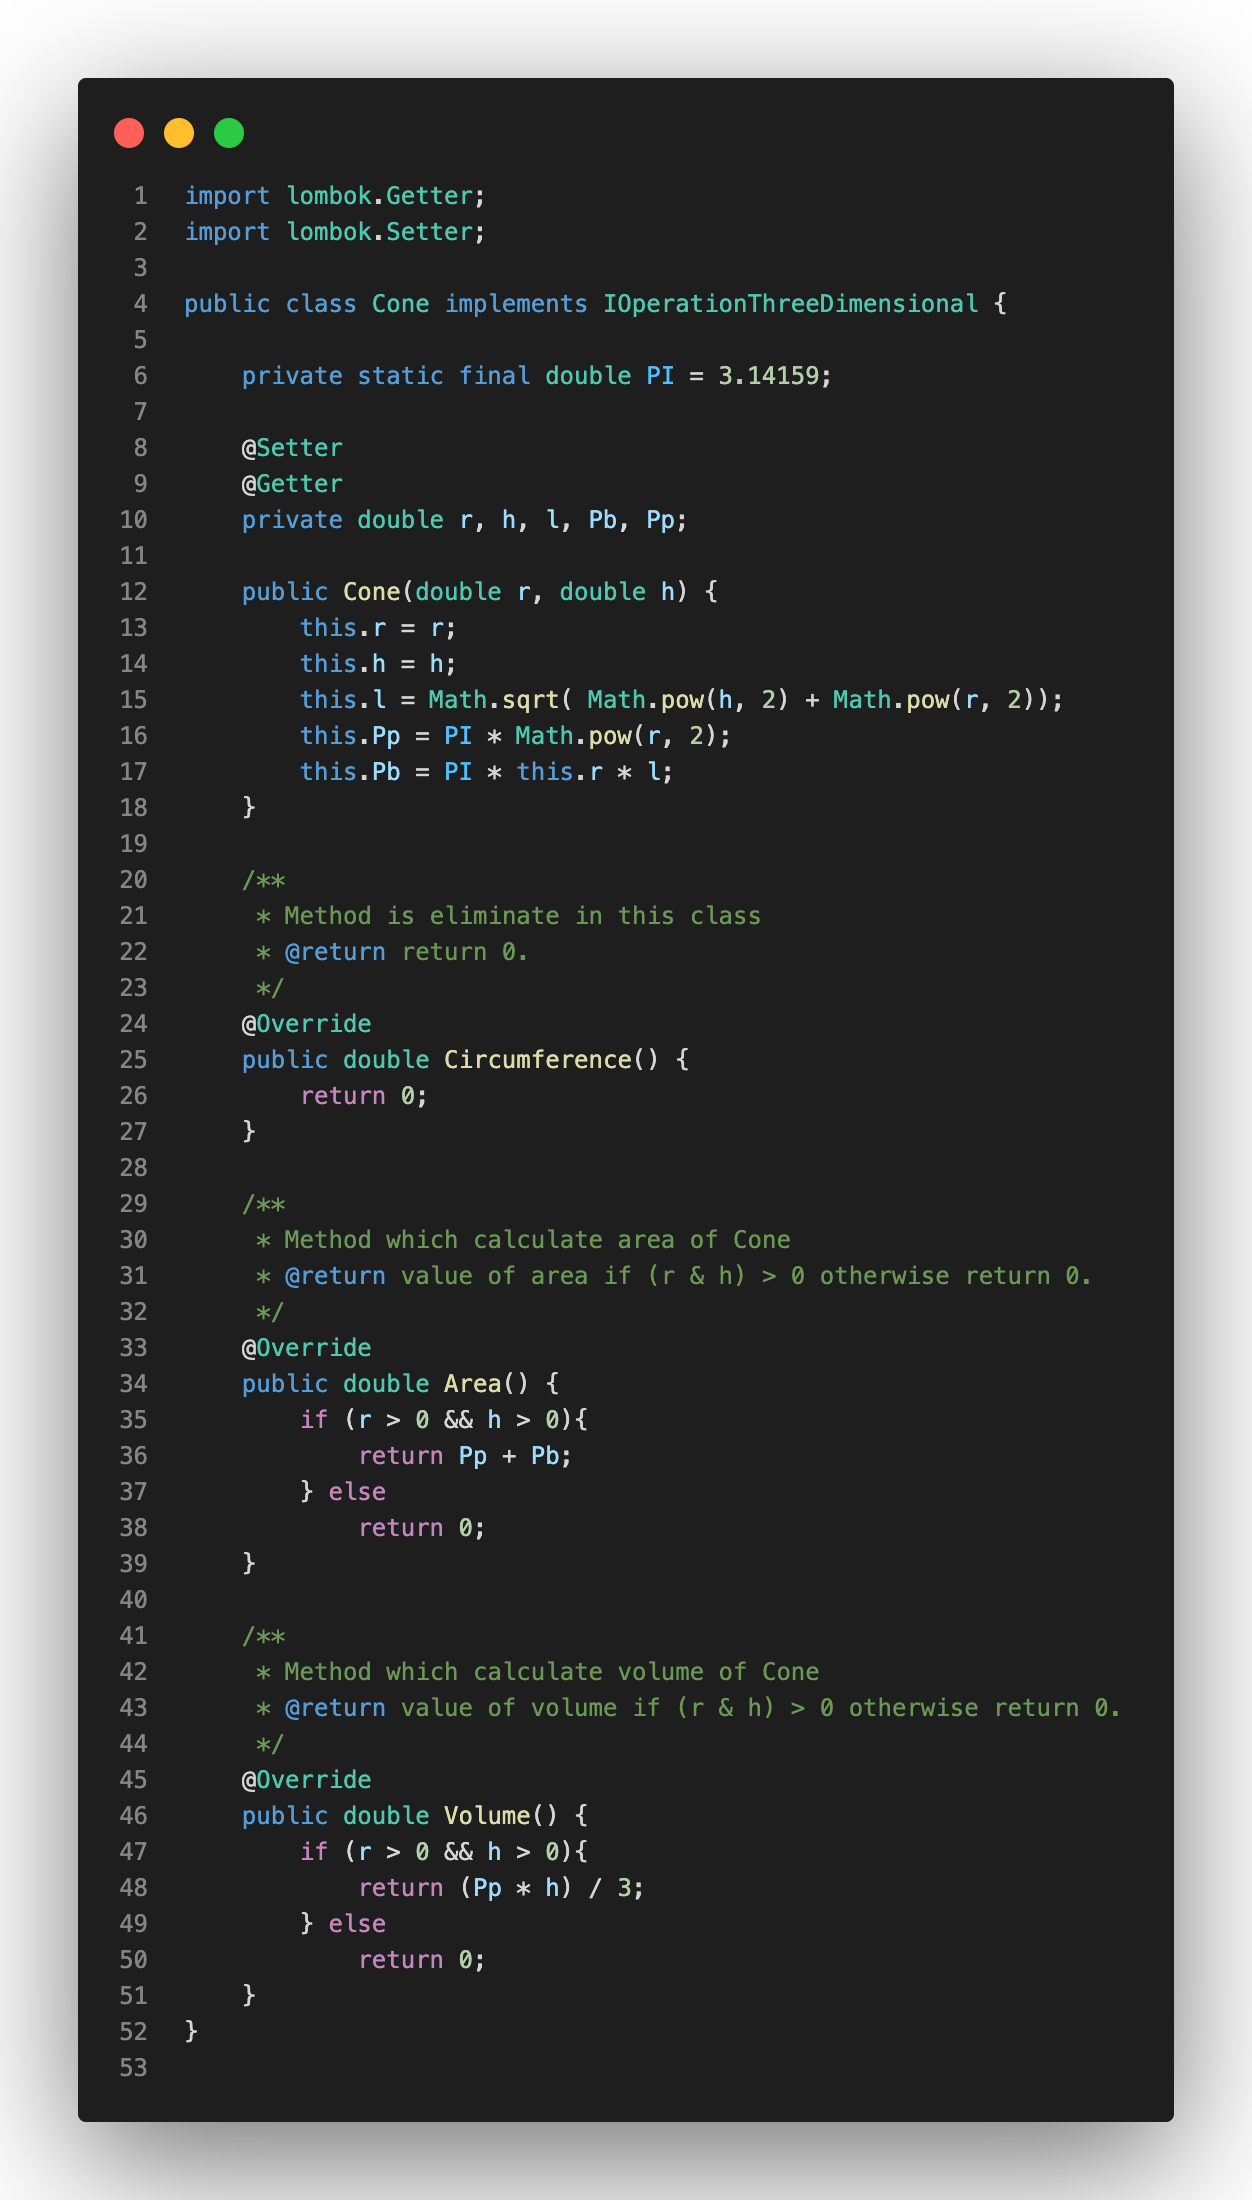 1 import lombok.Getter;
2 import lombok.Setter;
3
4 public class Cone implements IOperationThreeDimensional {
5
6     private static final double PI = 3.14159;
7
8     @Setter
9     @Getter
10     private double r, h, l, Pb, Pp;
11
12     public Cone(double r, double h) {
13         this.r = r;
14         this.h = h;
15         this.l = Math.sqrt( Math.pow(h, 2) + Math.pow(r, 2));
16         this.Pp = PI * Math.pow(r, 2);
17         this.Pb = PI * this.r * l;
18     }
19
20     /**
21      * Method is eliminate in this class
22      * @return return 0.
23      */
24     @Override
25     public double Circumference() {
26         return 0;
27     }
28
29     /**
30      * Method which calculate area of Cone
31      * @return value of area if (r & h) > 0 otherwise return 0.
32      */
33     @Override
34     public double Area() {
35         if (r > 0 && h > 0){
36             return Pp + Pb;
37         } else
38             return 0;
39     }
40
41     /**
42      * Method which calculate volume of Cone
43      * @return value of volume if (r & h) > 0 otherwise return 0.
44      */
45     @Override
46     public double Volume() {
47         if (r > 0 && h > 0){
48             return (Pp * h) / 3;
49         } else
50             return 0;
51     }
52 }
53